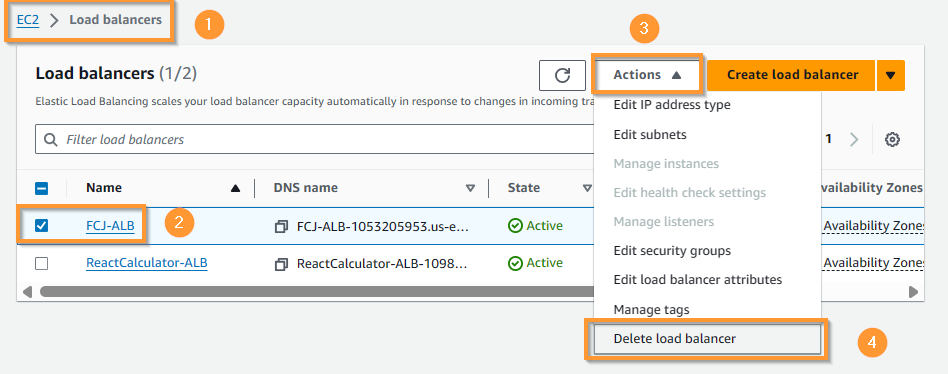 EC2 > Load balancers 1
3
Load balancers (1/2)
Actions ▲
Create load balancer ▼
Elastic Load Balancing scales your load balancer capacity automatically in response to changes in incoming tra
Filter load balancers
1 >
Edit IP address type
Edit subnets
Manage instances
Edit health check settings
Manage listeners
Edit security groups
Edit load balancer attributes
Manage tags
Delete load balancer 4
Name ▲ DNS name ▽ State ▽ vailability Zones
FCJ-ALB 2 FCJ-ALB-1053205953.us-e... Active Availability Zones
ReactCalculator-ALB ReactCalculator-ALB-1098... Active Availability Zones